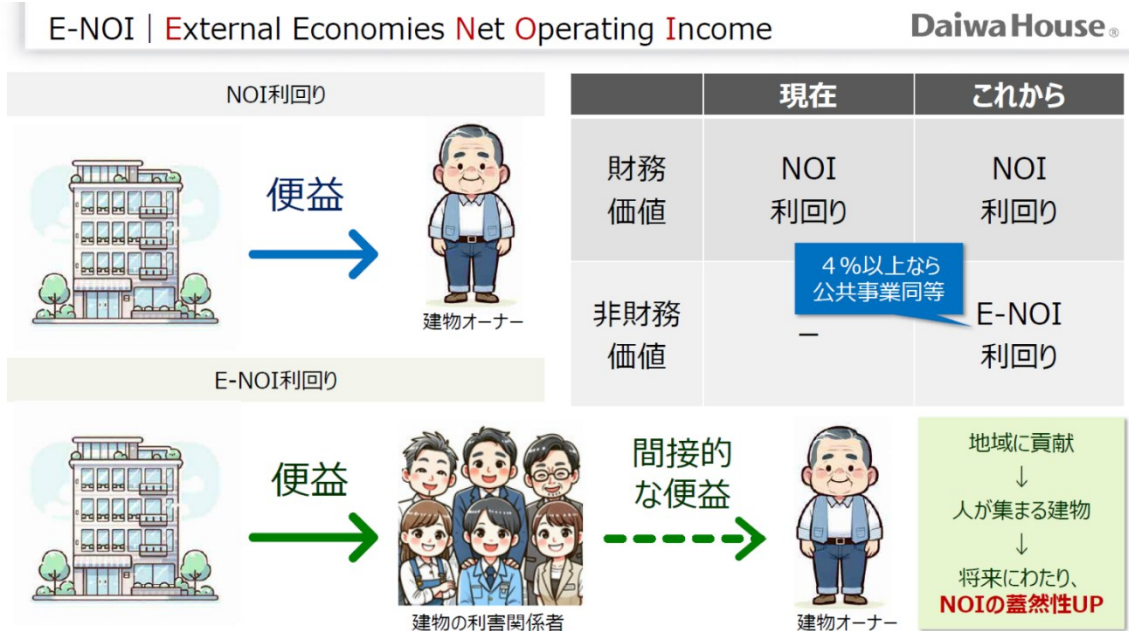 E-NOI | External Economies Net Operating Income
DaiwaHouse®
NOI利回り
便益
建物オーナー
現在
これから
財務
価値
NOI
利回り
NOI
利回り
4%以上なら
公共事業同等
非財務
価値
–
E-NOI
利回り
E-NOI利回り
便益
建物の利害関係者
間接的
な便益
建物オーナー
地域に貢献
↓
人が集まる建物
↓
将来にわたり、
NOIの蓋然性UP